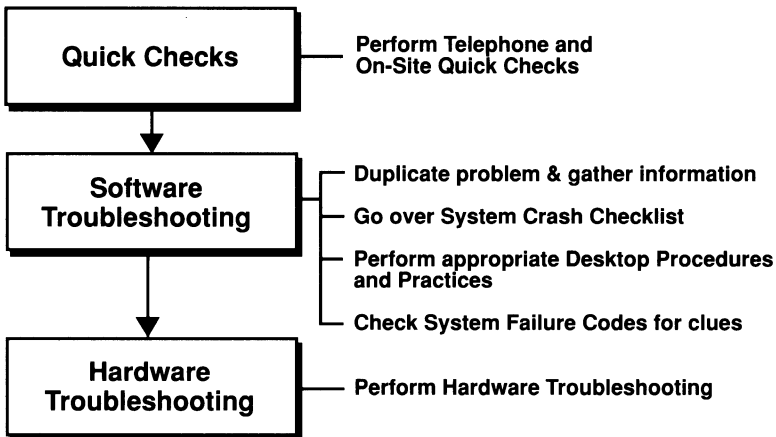 Quick Checks
Perform Telephone and
On-Site Quick Checks
Software
Troubleshooting
Duplicate problem & gather information
Go over System Crash Checklist
Perform appropriate Desktop Procedures
and Practices
Check System Failure Codes for clues
Hardware
Troubleshooting
Perform Hardware Troubleshooting